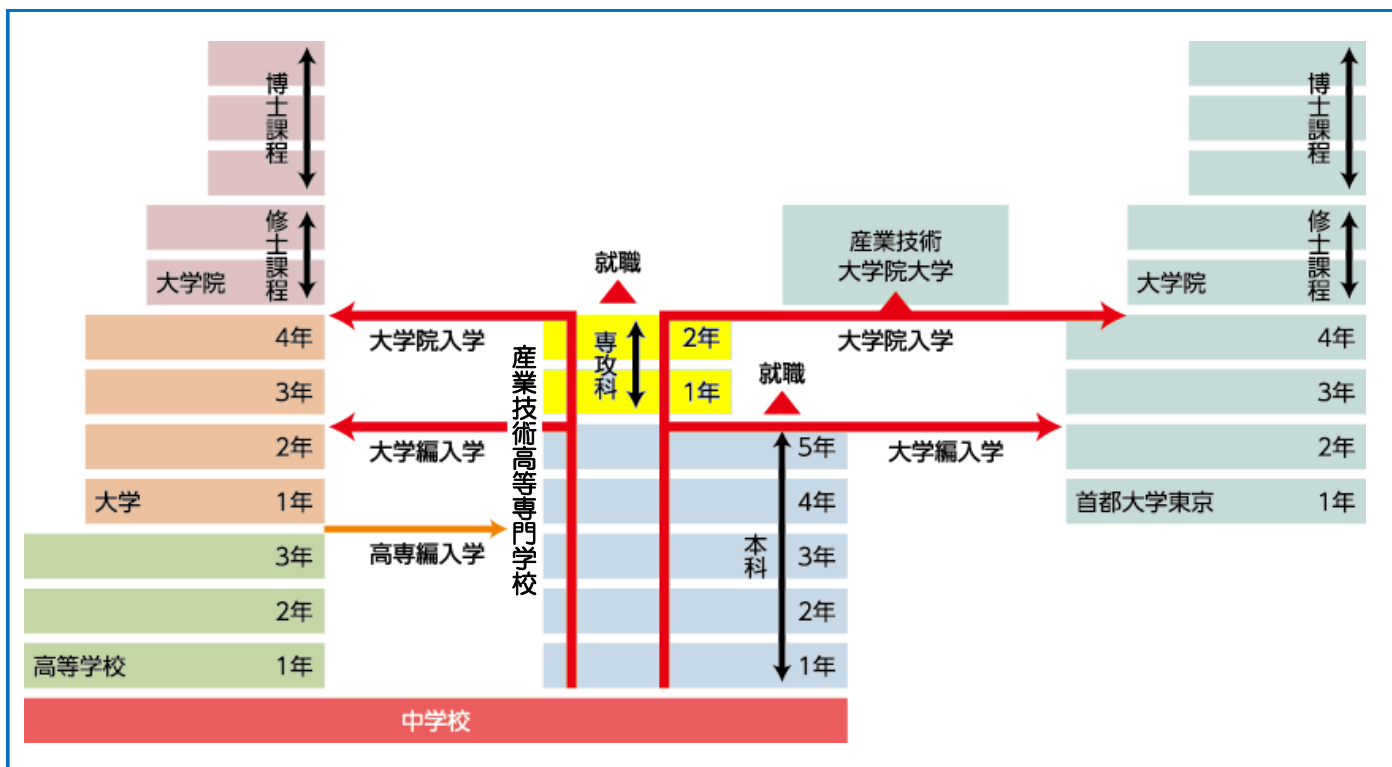 博士課程
修士課程
大学院
4年
3年
2年
大学
1年
3年
2年
高等学校
1年
中学校
大学院入学
大学編入学
高専編入学
産業技術高等専門学校
就職
専攻科
2年
1年
就職
本科
5年
4年
3年
2年
1年
産業技術
大学院大学
大学院入学
大学編入学
博士課程
修士課程
大学院
4年
3年
2年
首都大学東京
1年